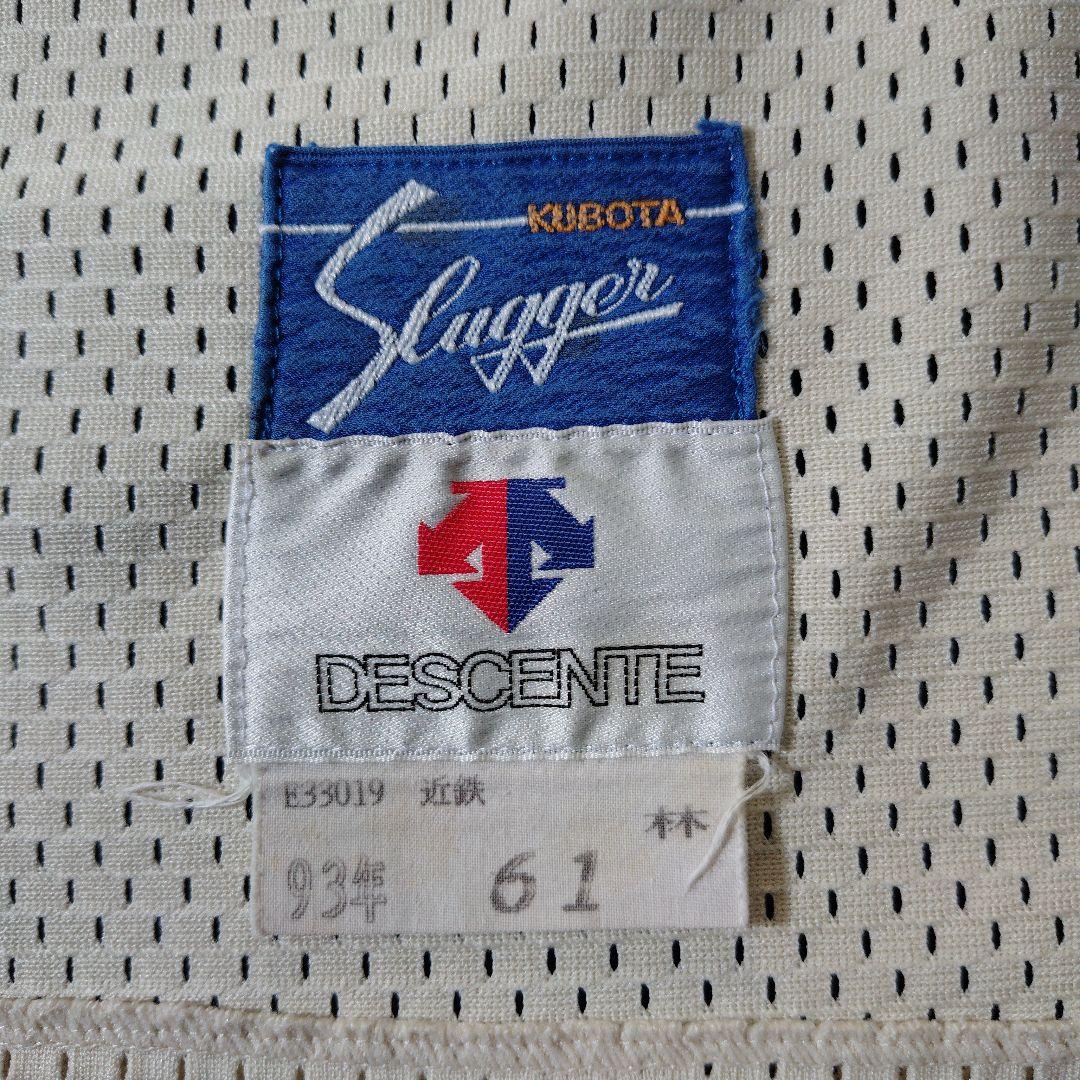 KUBOTA
Slugger
DESCENTE
E33019 近鉄
林
93年 61